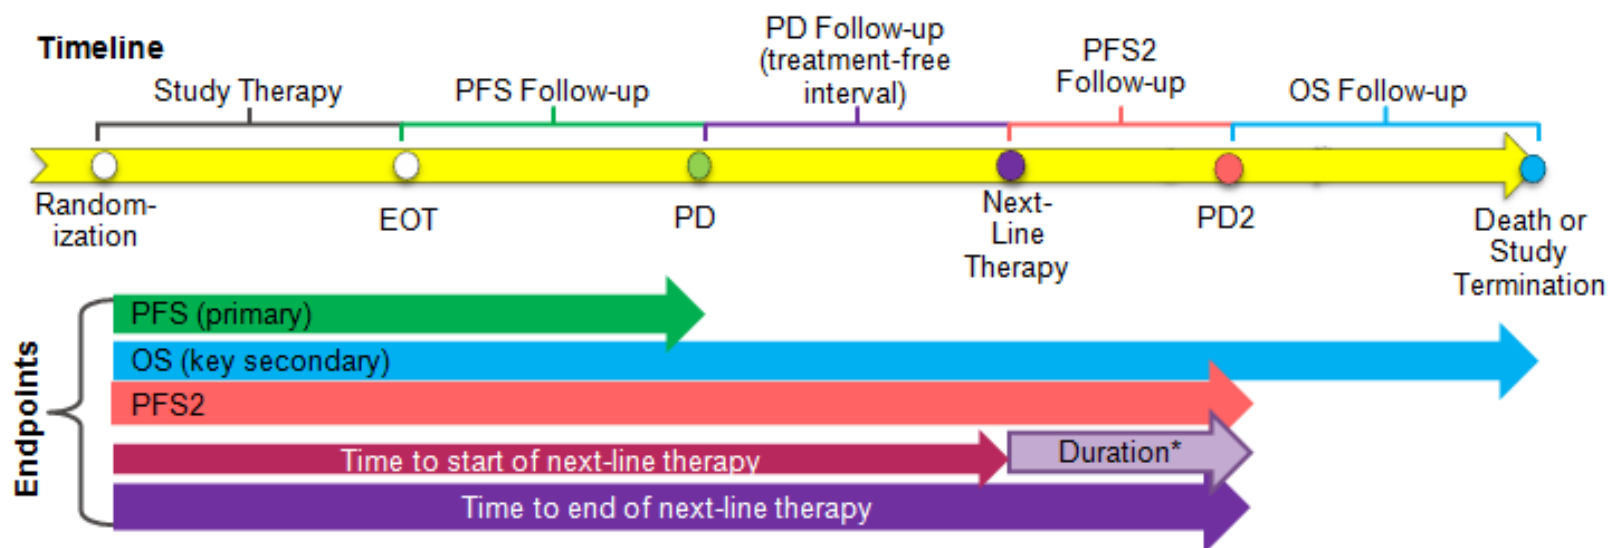 Timeline
Study Therapy
PFS Follow-up
PD Follow-up
(treatment-free
interval)
PFS2
Follow-up
OS Follow-up
Random-
ization
EOT
PD
Next-
Line
Therapy
PD2
Death or
Study
Termination
Endpoints
PFS (primary)
OS (key secondary)
PFS2
Time to start of next-line therapy
Duration*
Time to end of next-line therapy